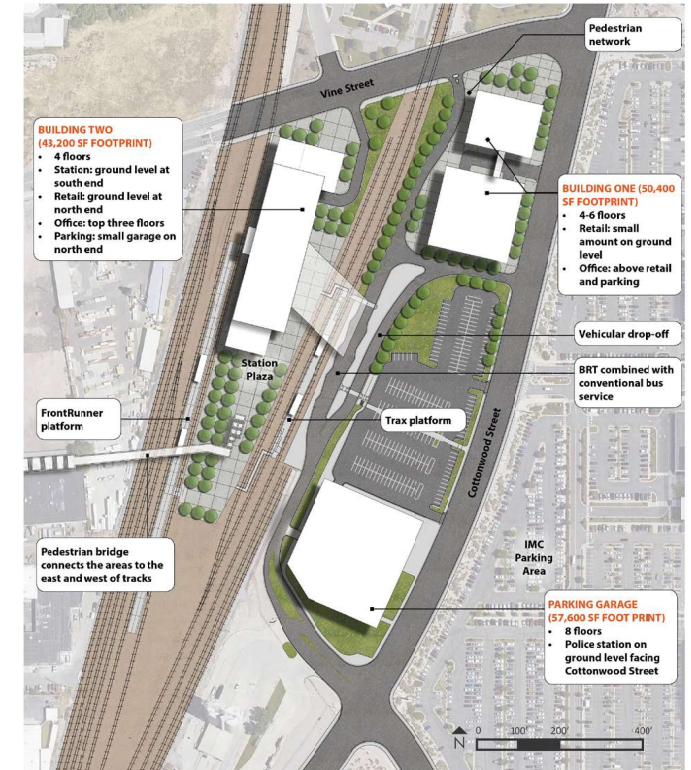 Pedestrian
network
Vine Street
BUILDING TWO
(43,200 SF FOOTPRINT)
• 4 floors
• Station: ground level at
south end
• Retail: ground level at
north end
• Office: top three floors
• Parking: small garage on
north end
BUILDING ONE (50,400
SF FOOTPRINT)
• 4-6 floors
• Retail: small
amount on ground
level
• Office: above retail
and parking
Vehicular drop-off
Station
Plaza
BRT combined with
conventional bus
service
FrontRunner
platform
Trax platform
Cottonwood Street
Pedestrian bridge
connects the areas to the
east and west of tracks
IMC
Parking
Area
PARKING GARAGE
(57,600 SF FOOT PRINT)
• 8 floors
• Police station on
ground level facing
Cottonwood Street
N
0 100' 200' 400'